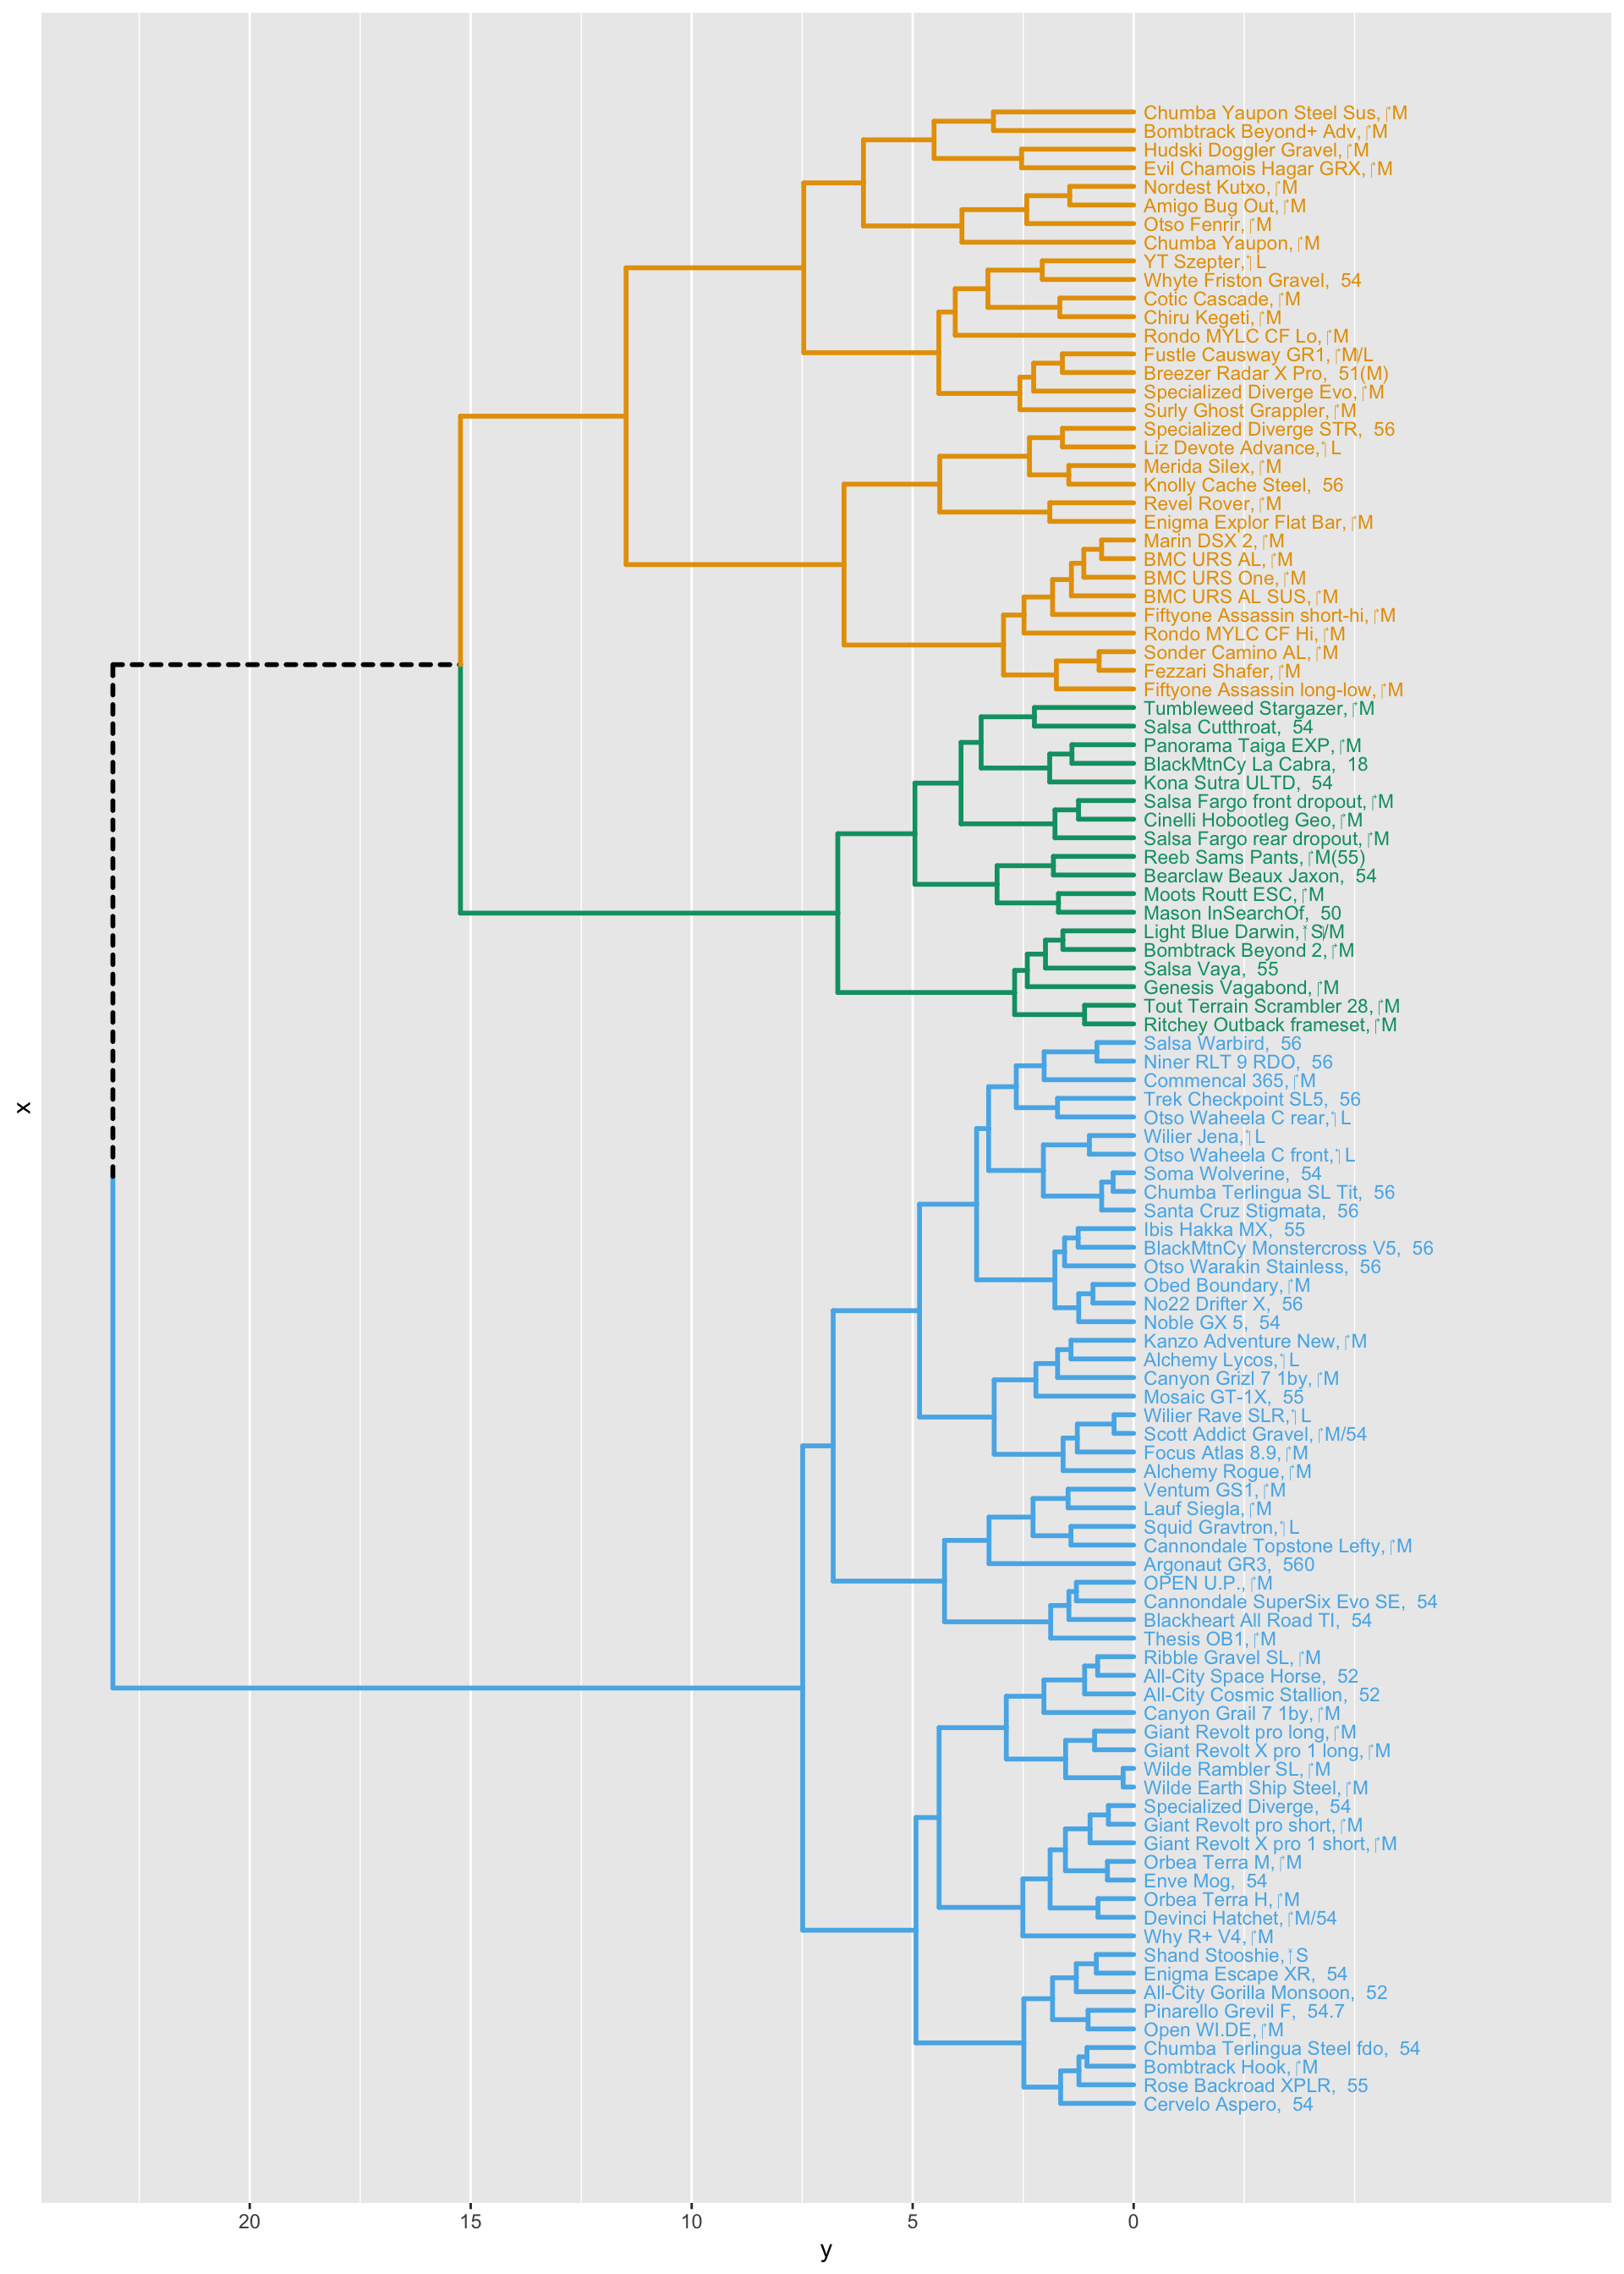 Chumba Yaupon Steel Sus, ↾M
Bombtrack Beyond+ Adv, ↾M
Hudski Doggler Gravel, ↾M
Evil Chamois Hagar GRX, ↾M
Nordest Kutxo, ↾M
Amigo Bug Out, ↾M
Otso Fenrir, ↾M
Chumba Yaupon, ↾M
YT Szepter, ↿L
Whyte Friston Gravel, 54
Cotic Cascade, ↾M
Chiru Kegeti, ↾M
Rondo MYLC CF Lo, ↾M
Fustle Causway GR1, ↾M/L
Breezer Radar X Pro, 51(M)
Specialized Diverge Evo, ↾M
Surly Ghost Grappler, ↾M
Specialized Diverge STR, 56
Liz Devote Advance, ↿L
Merida Silex, ↾M
Knolly Cache Steel, 56
Revel Rover, ↾M
Enigma Explor Flat Bar, ↾M
Marin DSX 2, ↾M
BMC URS AL, ↾M
BMC URS One, ↾M
BMC URS AL SUS, ↾M
Fiftyone Assassin short-hi, ↾M
Rondo MYLC CF Hi, ↾M
Sonder Camino AL, ↾M
Fezzari Shafer, ↾M
Fiftyone Assassin long-low, ↾M
Tumbleweed Stargazer, ↾M
Salsa Cutthroat, 54
Panorama Taiga EXP, ↾M
BlackMtnCy La Cabra, 18
Kona Sutra ULTD, 54
Salsa Fargo front dropout, ↾M
Cinelli Hobootleg Geo, ↾M
Salsa Fargo rear dropout, ↾M
Reeb Sams Pants, ↾M(55)
Bearclaw Beaux Jaxon, 54
Moots Routt ESC, ↾M
Mason InSearchOf, 50
Light Blue Darwin, ↑S/M
Bombtrack Beyond 2, ↾M
Salsa Vaya, 55
Genesis Vagabond, ↾M
Tout Terrain Scrambler 28, ↾M
Ritchey Outback frameset, ↾M
Salsa Warbird, 56
Niner RLT 9 RDO, 56
Commencal 365, ↾M
Trek Checkpoint SL5, 56
Otso Waheela C rear, ↿L
Wilier Jena, ↿L
Otso Waheela C front, ↿L
Soma Wolverine, 54
Chumba Terlingua SL Tit, 56
Santa Cruz Stigmata, 56
Ibis Hakka MX, 55
BlackMtnCy Monstercross V5, 56
Otso Warakin Stainless, 56
Obed Boundary, ↾M
No22 Drifter X, 56
Noble GX 5, 54
Kanzo Adventure New, ↾M
Alchemy Lycos, ↿L
Canyon Grizl 7 1by, ↾M
Mosaic GT-1X, 55
Wilier Rave SLR, ↿L
Scott Addict Gravel, ↾M/54
Focus Atlas 8.9, ↾M
Alchemy Rogue, ↾M
Ventum GS1, ↾M
Lauf Siegla, ↾M
Squid Gravtron, ↿L
Cannondale Topstone Lefty, ↾M
Argonaut GR3, 560
OPEN U.P., ↾M
Cannondale SuperSix Evo SE, 54
Blackheart All Road TI, 54
Thesis OB1, ↾M
Ribble Gravel SL, ↾M
All-City Space Horse, 52
All-City Cosmic Stallion, 52
Canyon Grail 7 1by, ↾M
Giant Revolt pro long, ↾M
Giant Revolt X pro 1 long, ↾M
Wilde Rambler SL, ↾M
Wilde Earth Ship Steel, ↾M
Specialized Diverge, 54
Giant Revolt pro short, ↾M
Giant Revolt X pro 1 short, ↾M
Orbea Terra M, ↾M
Enve Mog, 54
Orbea Terra H, ↾M
Devinci Hatchet, ↾M/54
Why R+ V4, ↾M
Shand Stooshie, ↑S
Enigma Escape XR, 54
All-City Gorilla Monsoon, 52
Pinarello Grevil F, 54.7
Open WI.DE, ↾M
Chumba Terlingua Steel fdo, 54
Bombtrack Hook, ↾M
Rose Backroad XPLR, 55
Cervelo Aspero, 54
x
20 15 10 5 0
y